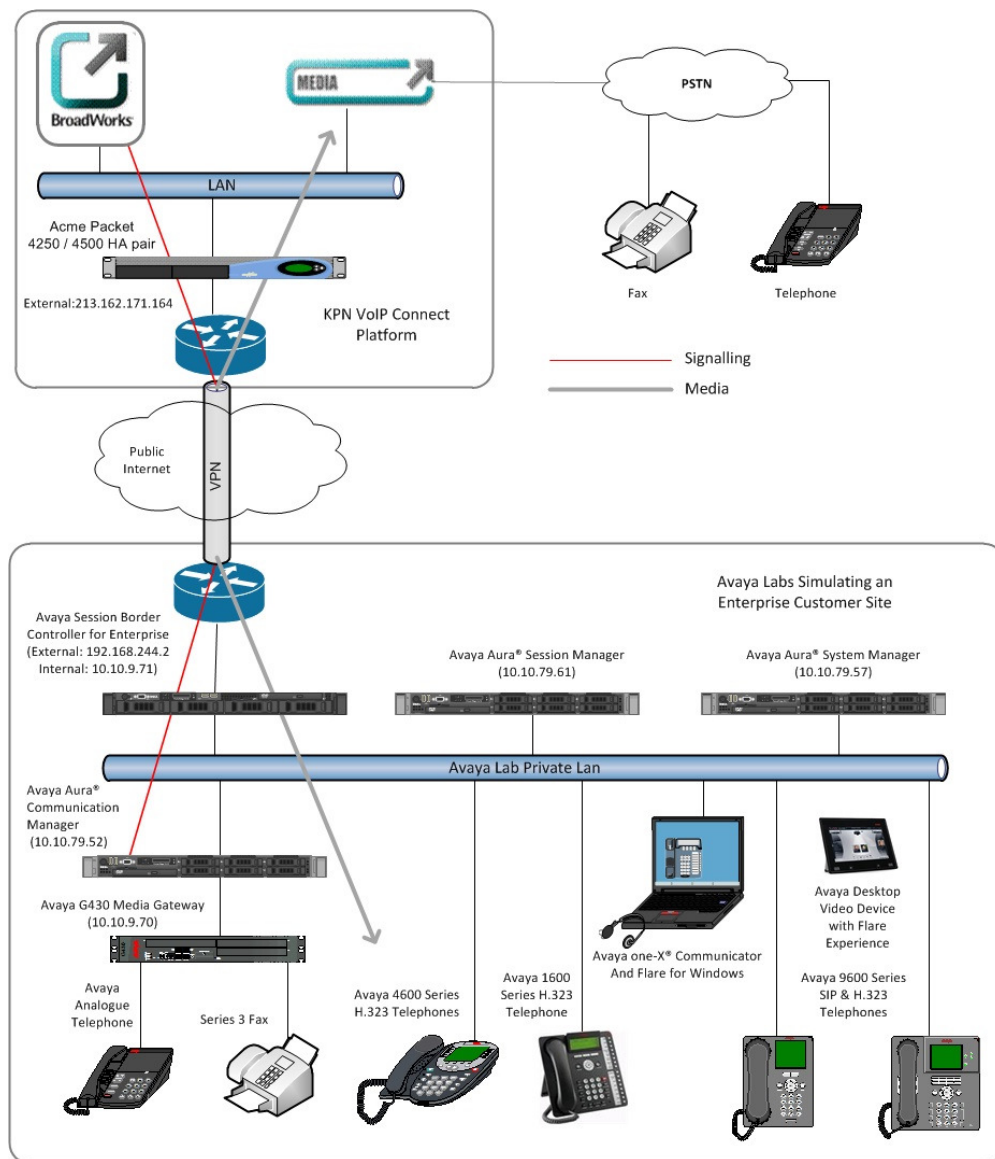 BroadWorks
MEDIA
PSTN
LAN
Acme Packet
4250 / 4500 HA pair
External:213.162.171.164
KPN VoIP Connect
Platform
Fax
Telephone
Signalling
Media
Public
Internet
VPN
Avaya Labs Simulating an
Enterprise Customer Site
Avaya Session Border
Controller for Enterprise
(External: 192.168.244.2
Internal: 10.10.9.71)
Avaya Aura® Session Manager
(10.10.79.61)
Avaya Aura® System Manager
(10.10.79.57)
Avaya Lab Private Lan
Avaya Aura®
Communication
Manager
(10.10.79.52)
Avaya G430 Media Gateway
(10.10.9.70)
Avaya
Analogue
Telephone
Series 3 Fax
Avaya 4600 Series
H.323 Telephones
Avaya 1600
Series H.323
Telephone
Avaya one-X® Communicator
And Flare for Windows
Avaya Desktop
Video Device
with Flare
Experience
Avaya 9600 Series
SIP & H.323
Telephones